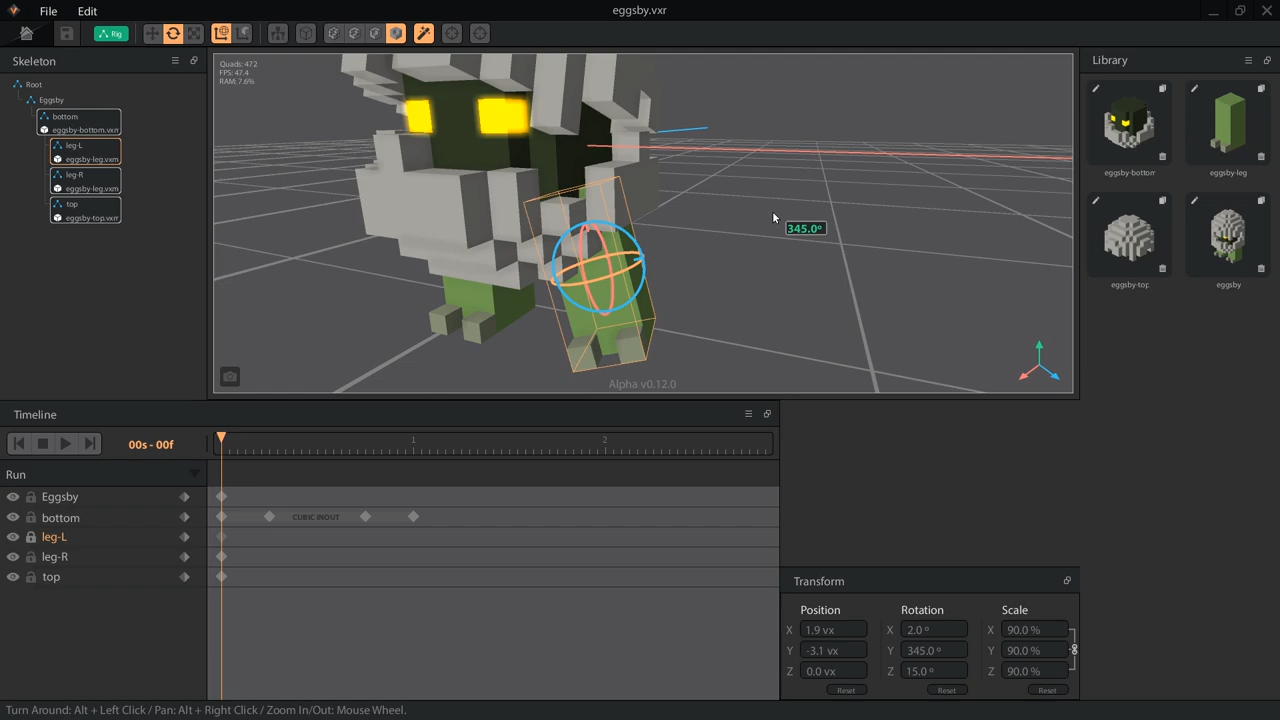 File Edit eggsby.vxr
Rig
Skeleton
Root
Eggsby
bottom
eggsby-bottom.vxm
leg-L
eggsby-leg.vxm
leg-R
eggsby-leg.vxm
top
eggsby-top.vxm
Quads: 472
FPS: 47.4
RAM: 7.6%
345.0º
Alpha v0.12.0
Library
eggsby-bottom
eggsby-leg
eggsby-top
eggsby
Timeline
00s - 00f
1
2
Run
Eggsby
bottom
CUBIC INOUT
leg-L
leg-R
top
Transform
Position Rotation Scale
X 1.9 vx X 2.0 º X 90.0 %
Y -3.1 vx Y 345.0 º Y 90.0 %
Z 0.0 vx Z 15.0 º Z 90.0 %
Reset Reset Reset
Turn Around: Alt + Left Click / Pan: Alt + Right Click / Zoom In/Out: Mouse Wheel.